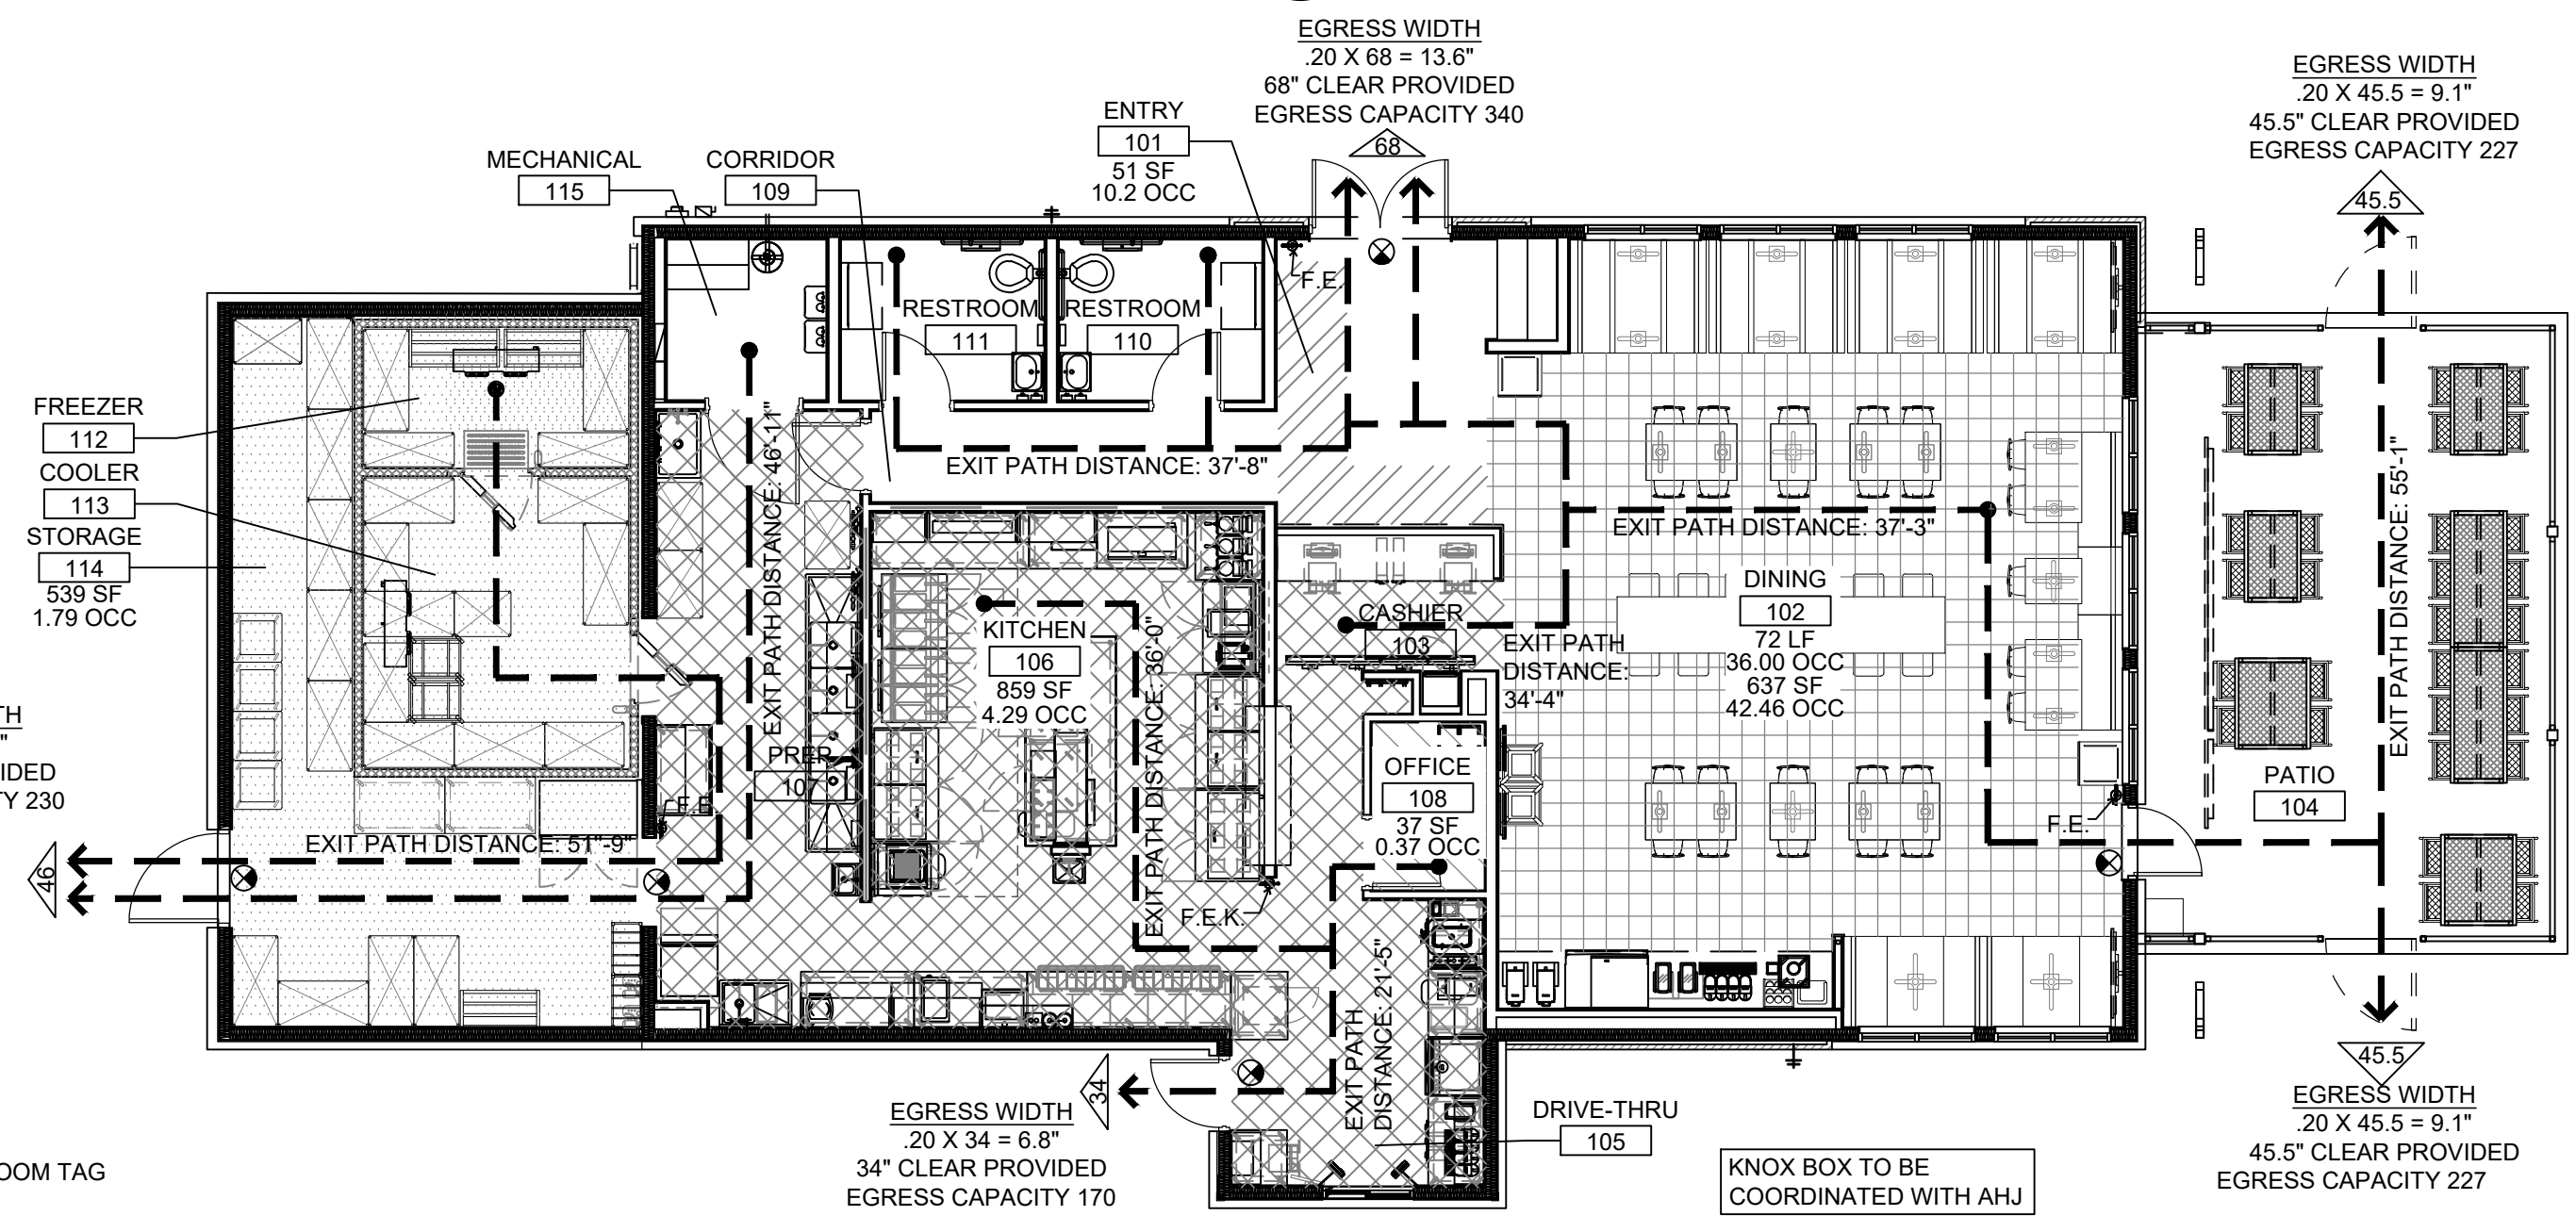 EGRESS WIDTH
.20 X 68 = 13.6"
68" CLEAR PROVIDED
EGRESS CAPACITY 340
68
EGRESS WIDTH
.20 X 45.5 = 9.1"
45.5" CLEAR PROVIDED
EGRESS CAPACITY 227
45.5
ENTRY
101
51 SF
10.2 OCC
MECHANICAL
115
CORRIDOR
109
F.E.
RESTROOM
111
RESTROOM
110
FREEZER
112
COOLER
113
STORAGE
114
539 SF
1.79 OCC
EXIT PATH DISTANCE: 46'-11"
EXIT PATH DISTANCE: 37'-8"
EXIT PATH DISTANCE: 37'-3"
EXIT PATH DISTANCE: 55'-1"
KITCHEN
106
859 SF
4.29 OCC
EXIT PATH DISTANCE: 36'-0"
CASHIER
103
EXIT PATH
DISTANCE:
34'-4"
DINING
102
72 LF
36.00 OCC
637 SF
42.46 OCC
TH
"
IDED
TY 230
PREP
107
F.E.
OFFICE
108
37 SF
0.37 OCC
PATIO
104
F.E.
EXIT PATH DISTANCE: 51"-9"
46
F.E.K.
EXIT PATH
DISTANCE: 21'-5"
34
EGRESS WIDTH
.20 X 34 = 6.8"
34" CLEAR PROVIDED
EGRESS CAPACITY 170
DRIVE-THRU
105
45.5
EGRESS WIDTH
.20 X 45.5 = 9.1"
45.5" CLEAR PROVIDED
EGRESS CAPACITY 227
OOM TAG
KNOX BOX TO BE
COORDINATED WITH AHJ